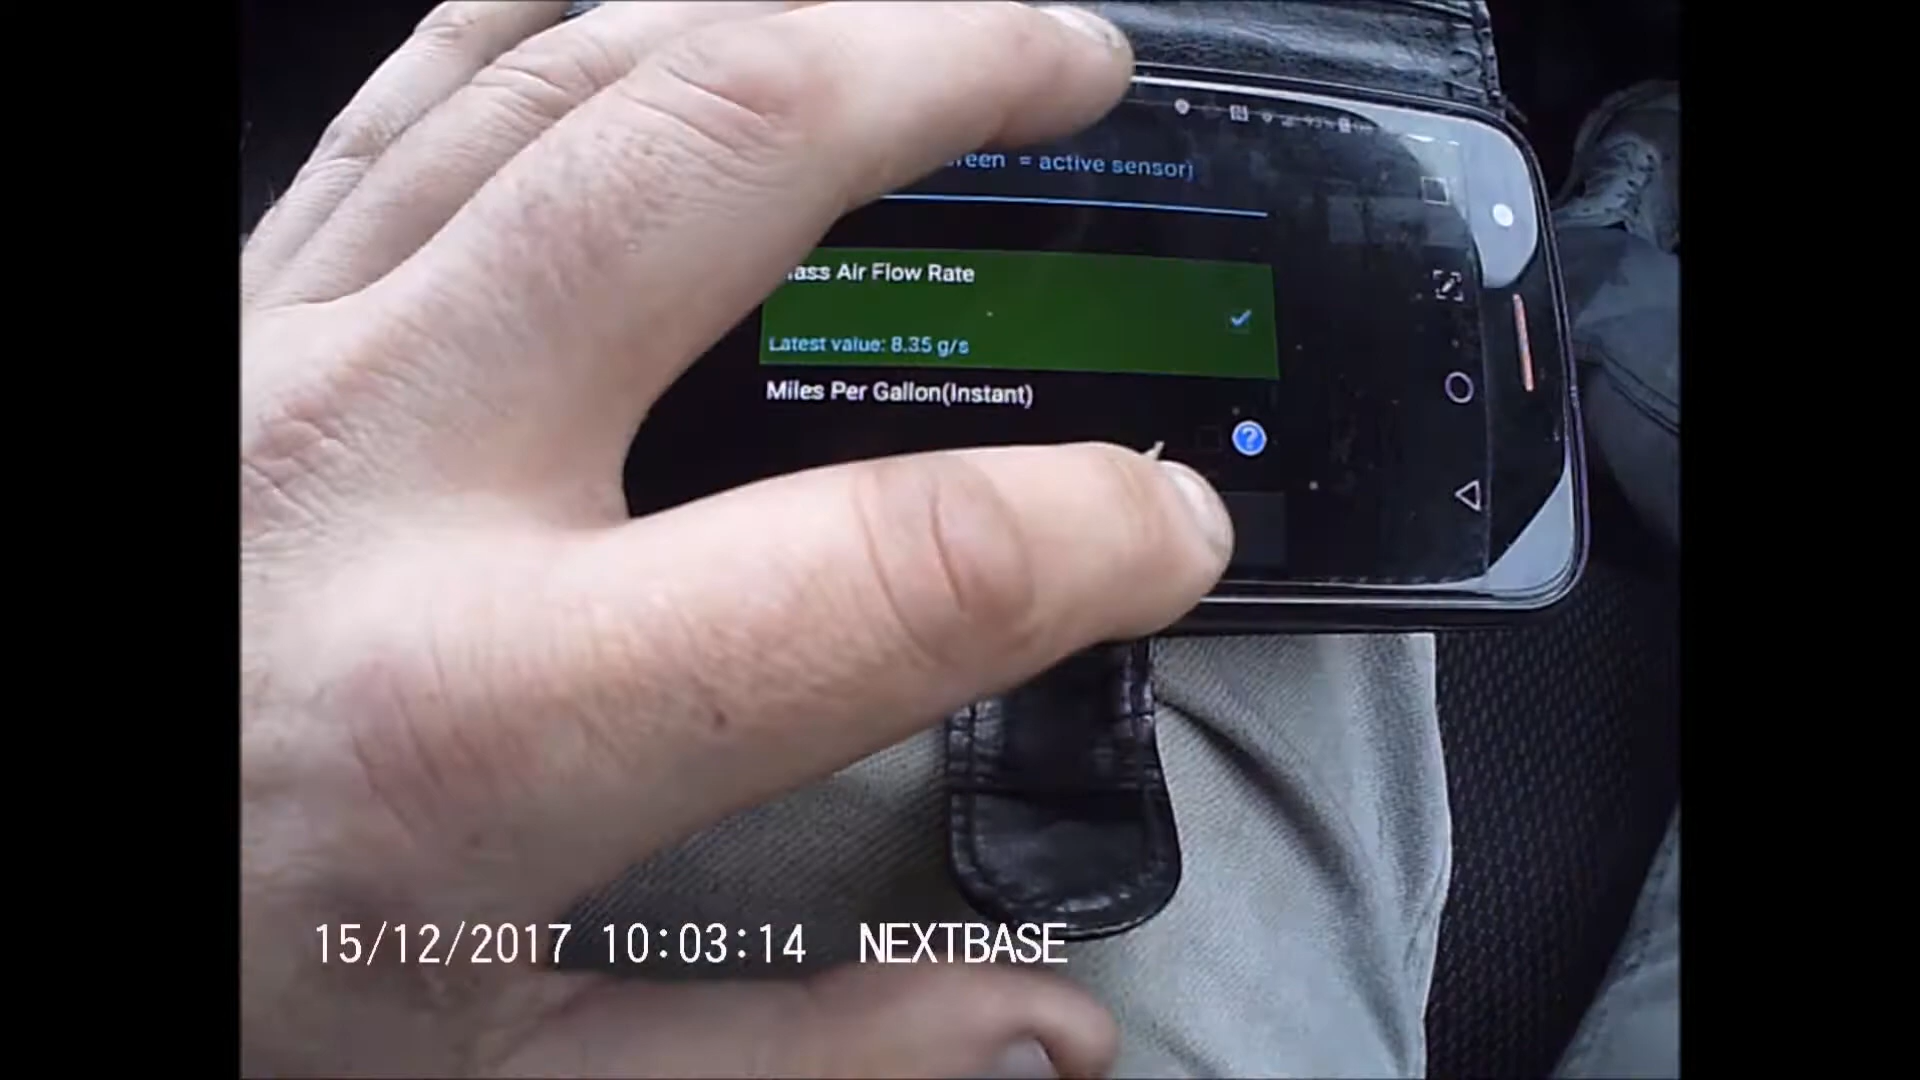 = active sensor)
Air Flow Rate
Latest value: 8.35 g/s
Miles Per Gallon(Instant)
?
15/12/2017 10:03:14 NEXTBASE